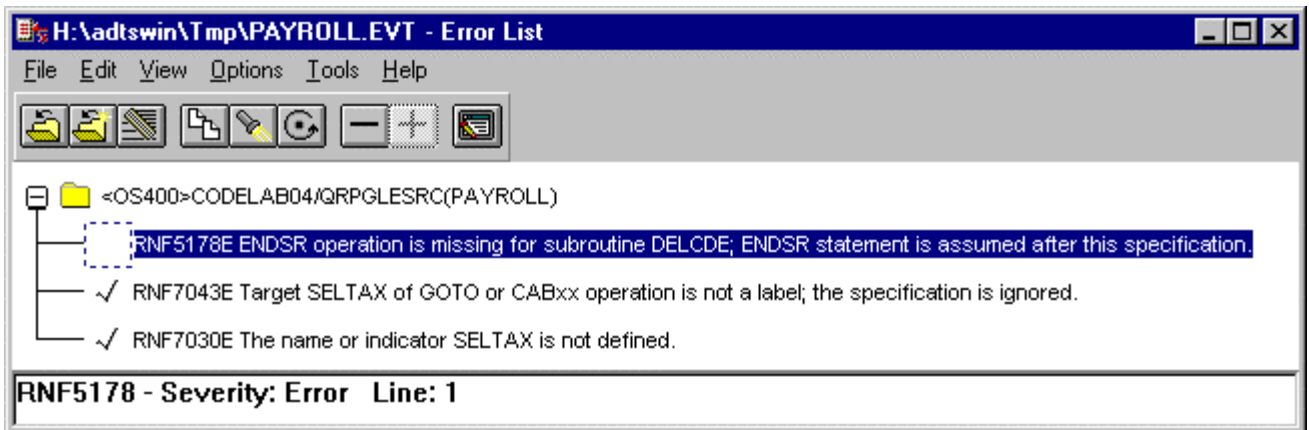 H:\adtswin\Tmp\PAYROLL.EVT - Error List
File Edit View Options Tools Help
<OS400>CODELAB04/QRPGLESRC(PAYROLL)
RNF5178E ENDSR operation is missing for subroutine DELCDE; ENDSR statement is assumed after this specification.
RNF7043E Target SELTAX of GOTO or CABxx operation is not a label; the specification is ignored.
RNF7030E The name or indicator SELTAX is not defined.
RNF5178 - Severity: Error Line: 1